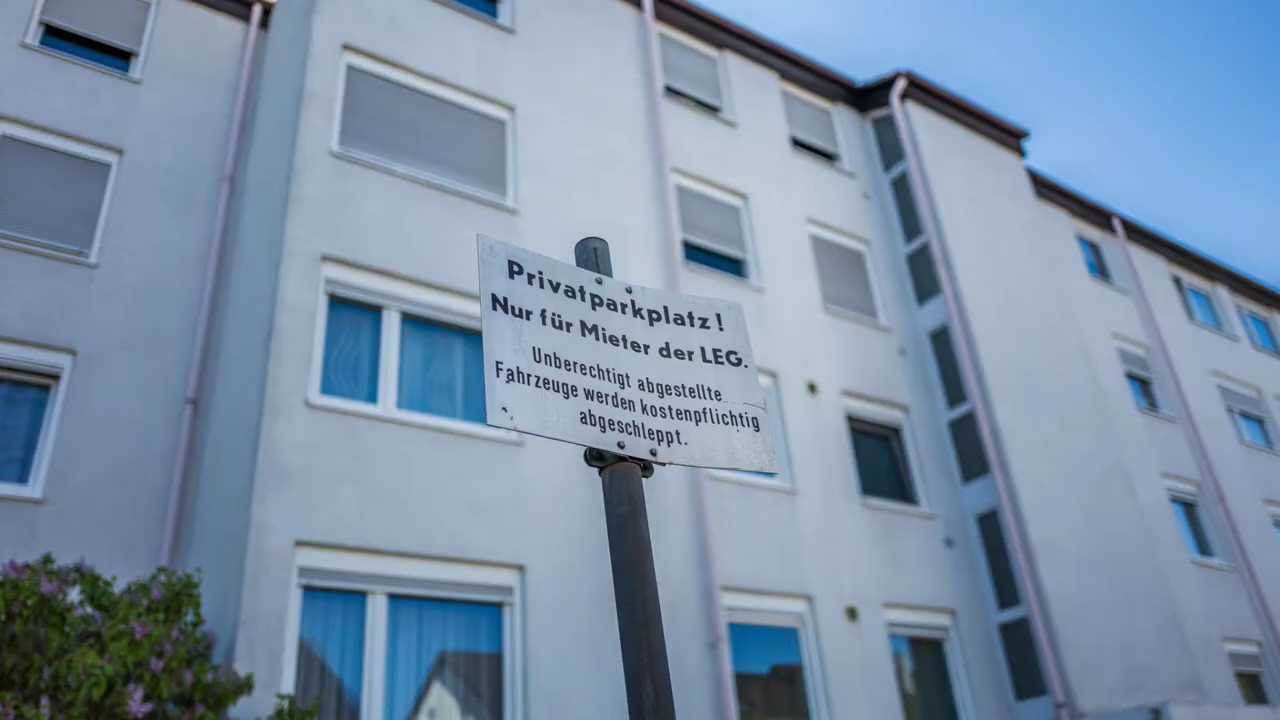 Privatparkplatz!
Nur für Mieter der LEG.
Unberechtigt abgestellte
Fahrzeuge werden kostenpflichtig
abgeschleppt.